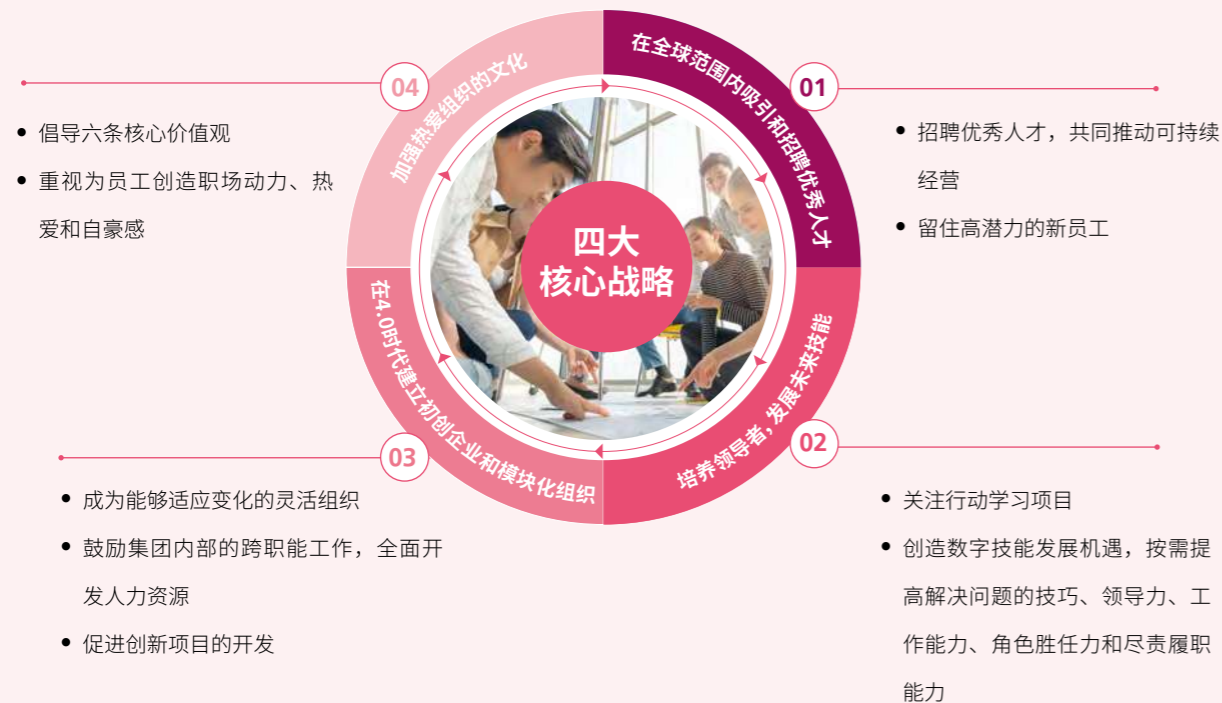 四大
核心战略
01
在全球范围内吸引和招聘优秀人才
• 招聘优秀人才，共同推动可持续
经营
• 留住高潜力的新员工
02
培养领导者，发展未来技能
• 关注行动学习项目
• 创造数字技能发展机遇，按需提
高解决问题的技巧、领导力、工
作能力、角色胜任力和尽责履职
能力
03
在4.0时代建立初创企业和模块化组织
• 成为能够适应变化的灵活组织
• 鼓励集团内部的跨职能工作，全面开
发人力资源
• 促进创新项目的开发
04
加强热爱组织的文化
• 倡导六条核心价值观
• 重视为员工创造职场动力、热
爱和自豪感